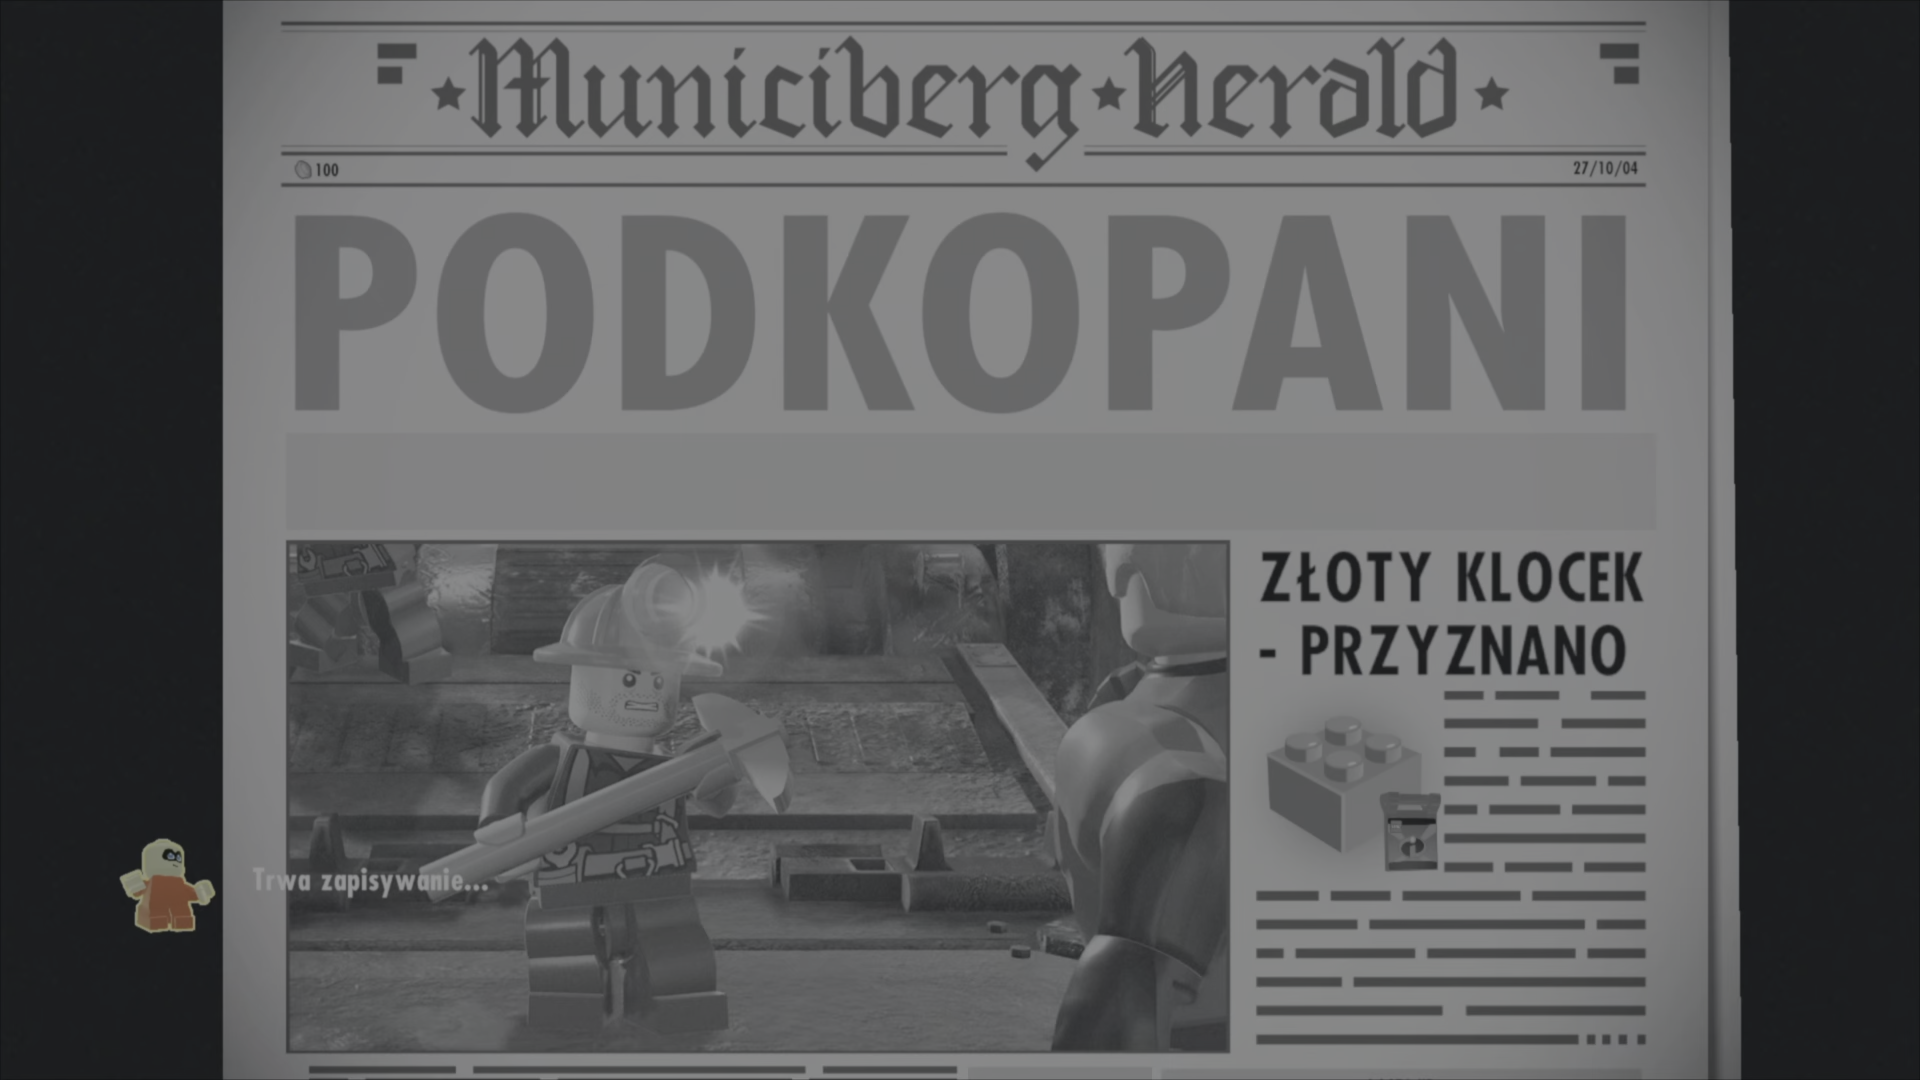 Municiberg Herald
100
27/10/04
PODKOPANI
ZŁOTY KLOCEK
- PRZYZNANO
Trwa zapisywanie...